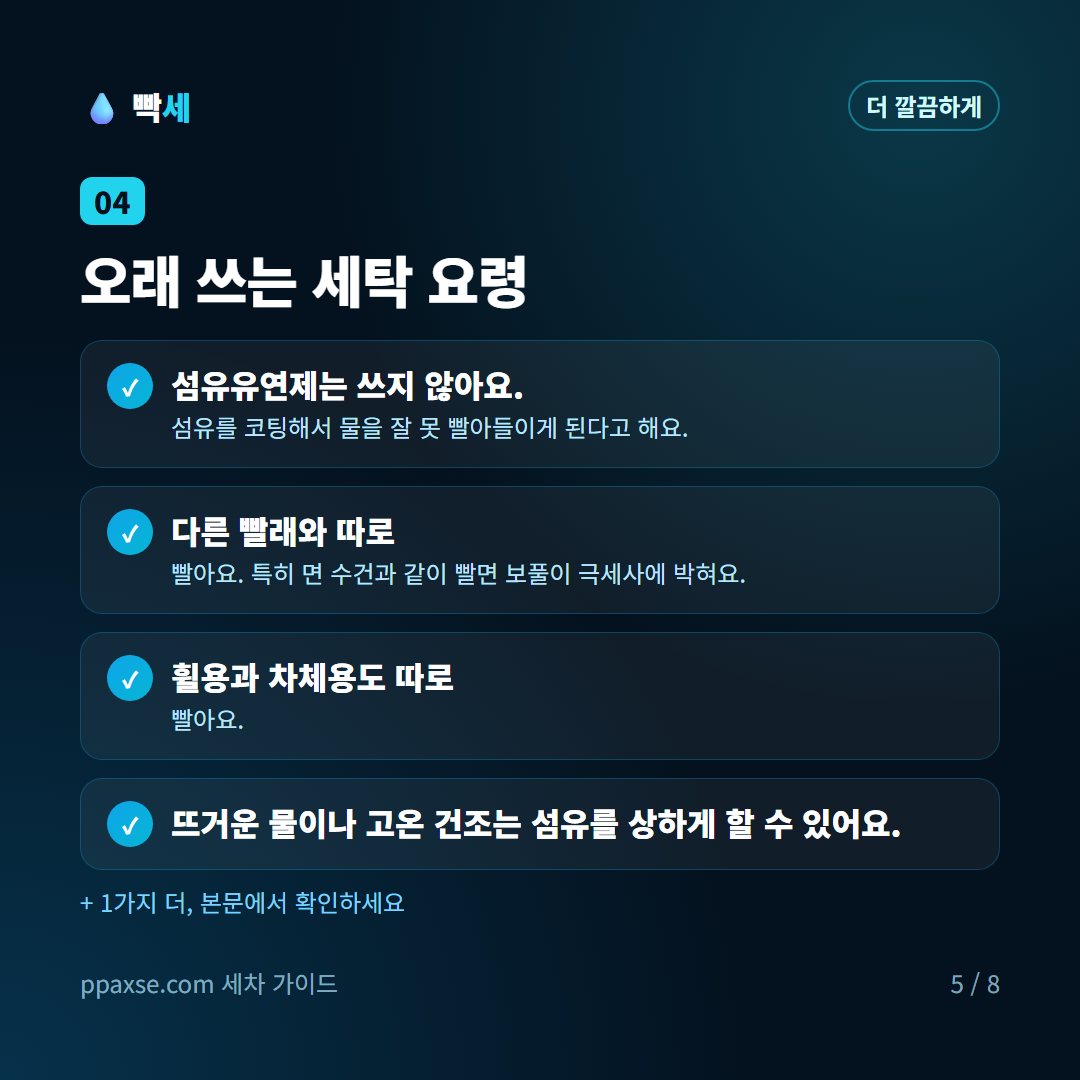 빡세
더 깔끔하게
04
오래 쓰는 세탁 요령
섬유유연제는 쓰지 않아요.
섬유를 코팅해서 물을 잘 못 빨아들이게 된다고 해요.
다른 빨래와 따로
빨아요. 특히 면 수건과 같이 빨면 보풀이 극세사에 박혀요.
휠용과 차체용도 따로
빨아요.
뜨거운 물이나 고온 건조는 섬유를 상하게 할 수 있어요.
+ 1가지 더, 본문에서 확인하세요
ppaxse.com 세차 가이드
5 / 8